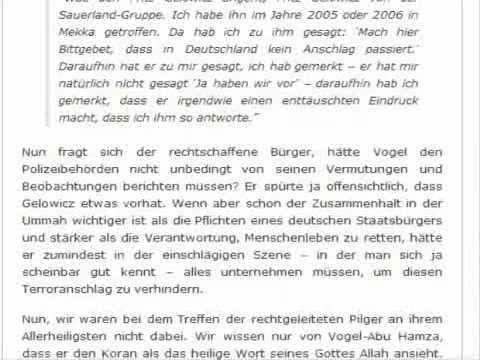 Sauerland-Gruppe. Ich habe ihn im Jahre 2005 oder 2006 in
Mekka getroffen. Da hab ich zu ihm gesagt: ´Mach hier
Bittgebet, dass in Deutschland kein Anschlag passiert.´
Daraufhin hat er zu mir gesagt, ich hab gemerkt – er hat mir
natürlich nicht gesagt ´Ja haben wir vor´ – daraufhin hab ich
gemerkt, dass er irgendwie einen enttäuschten Eindruck
macht, dass ich ihm so antworte."
Nun fragt sich der rechtschaffene Bürger, hätte Vogel den
Polizeibehörden nicht unbedingt von seinen Vermutungen und
Beobachtungen berichten müssen? Er spürte ja offensichtlich, dass
Gelowicz etwas vorhat. Wenn aber schon der Zusammenhalt in der
Ummah wichtiger ist als die Pflichten eines deutschen Staatsbürgers
und stärker als die Verantwortung, Menschenleben zu retten, hätte
er zumindest in der einschlägigen Szene – in der man sich ja
scheinbar gut kennt – alles unternehmen müssen, um diesen
Terroranschlag zu verhindern.
Nun, wir waren bei dem Treffen der rechtgeleiteten Pilger an ihrem
Allerheiligsten nicht dabei. Wir wissen nur von Vogel-Abu Hamza,
dass er den Koran als das heilige Wort seines Gottes Allah ansieht.